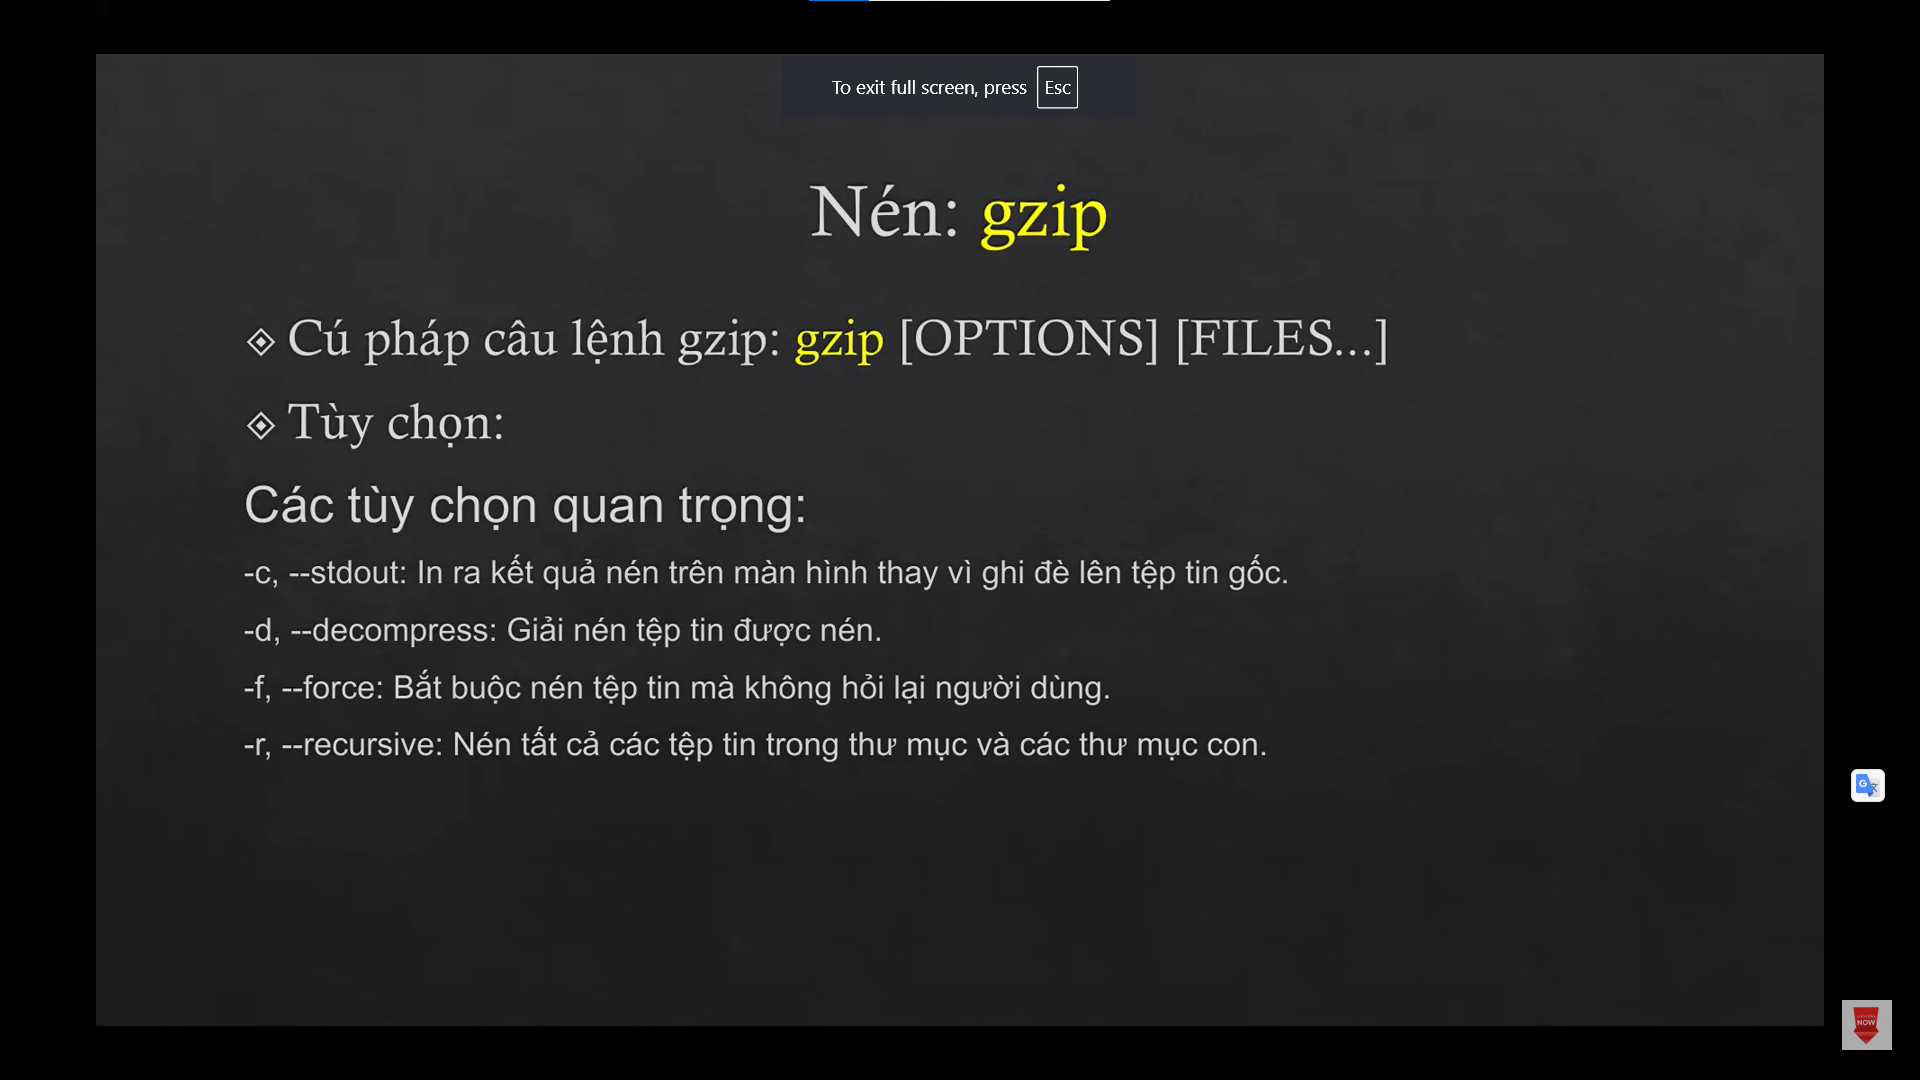 To exit full screen, press Esc
Nén: gzip
Cú pháp câu lệnh gzip: gzip [OPTIONS] [FILES…]
Tùy chọn:
Các tùy chọn quan trọng:
-c, --stdout: In ra kết quả nén trên màn hình thay vì ghi đè lên tệp tin gốc.
-d, --decompress: Giải nén tệp tin được nén.
-f, --force: Bắt buộc nén tệp tin mà không hỏi lại người dùng.
-r, --recursive: Nén tất cả các tệp tin trong thư mục và các thư mục con.
NOW